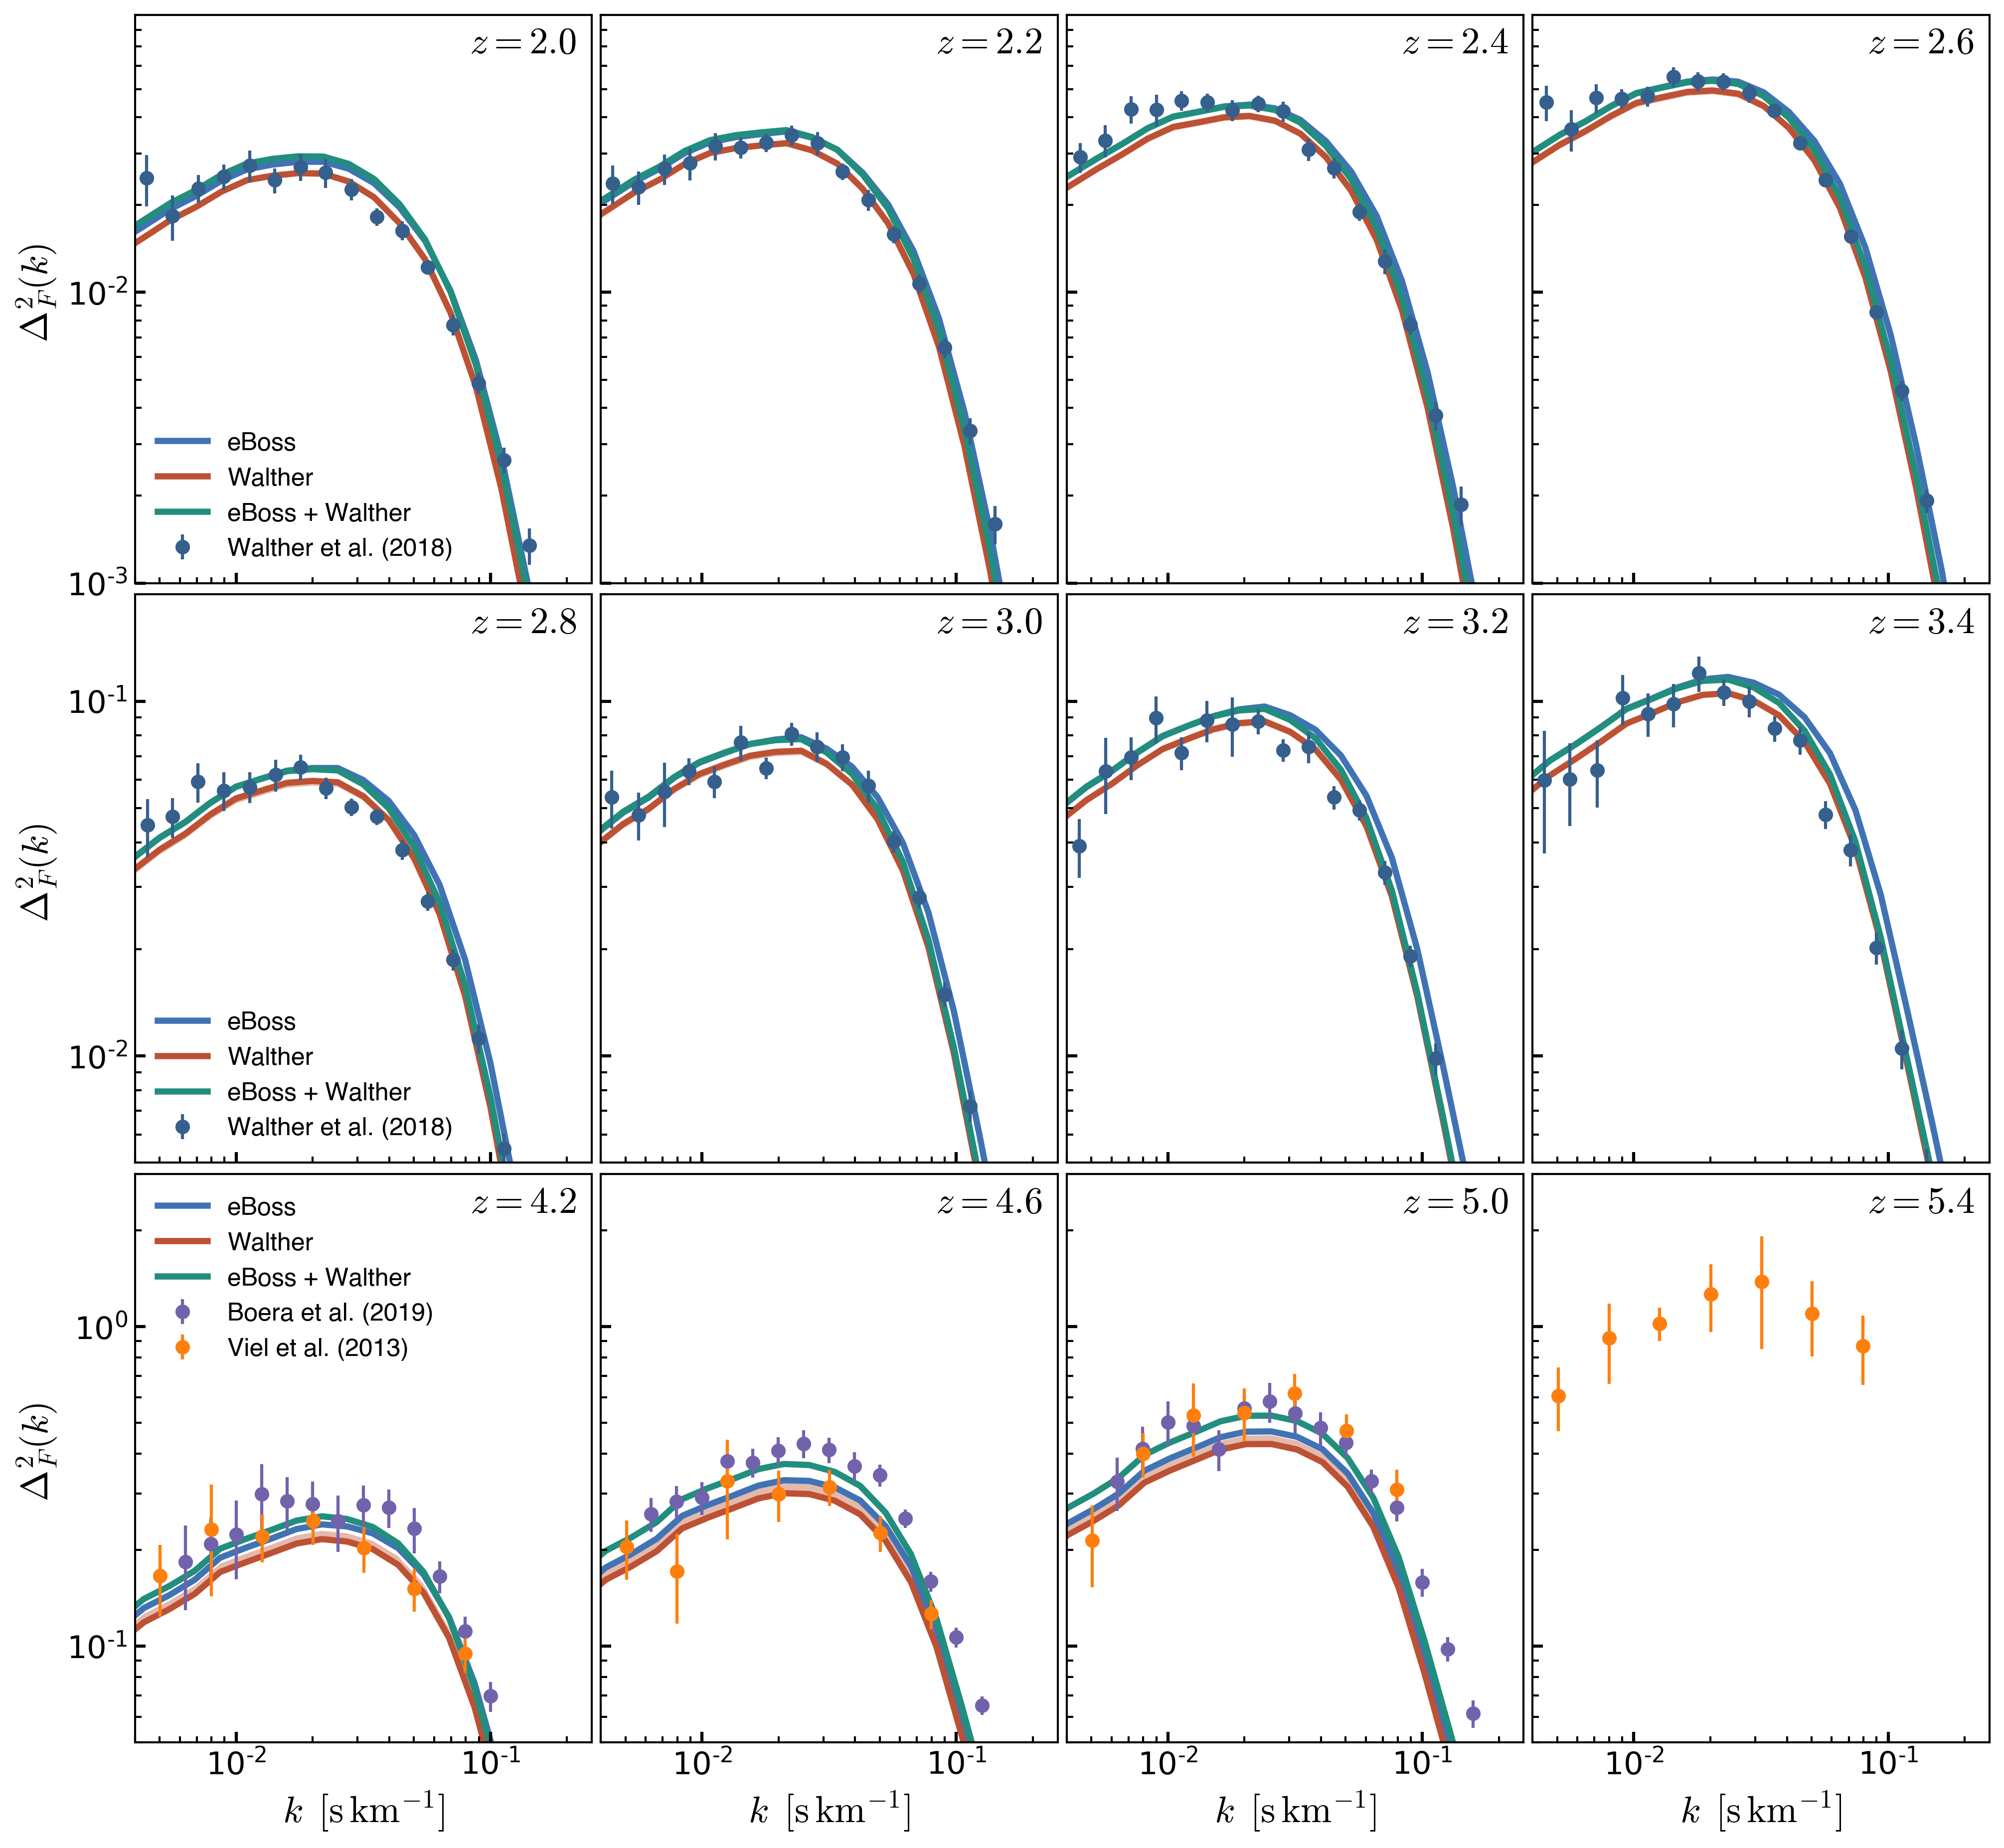 z = 2.0
z = 2.2
z = 2.4
z = 2.6
Δ²_F(k)
10⁻²
10⁻³
eBoss
Walther
eBoss + Walther
Walther et al. (2018)
z = 2.8
z = 3.0
z = 3.2
z = 3.4
Δ²_F(k)
10⁻¹
10⁻²
eBoss
Walther
eBoss + Walther
Walther et al. (2018)
z = 4.2
z = 4.6
z = 5.0
z = 5.4
Δ²_F(k)
10⁰
10⁻¹
eBoss
Walther
eBoss + Walther
Boera et al. (2019)
Viel et al. (2013)
10⁻² 10⁻¹ 10⁻² 10⁻¹ 10⁻² 10⁻¹ 10⁻² 10⁻¹
k [s km⁻¹] k [s km⁻¹] k [s km⁻¹] k [s km⁻¹]